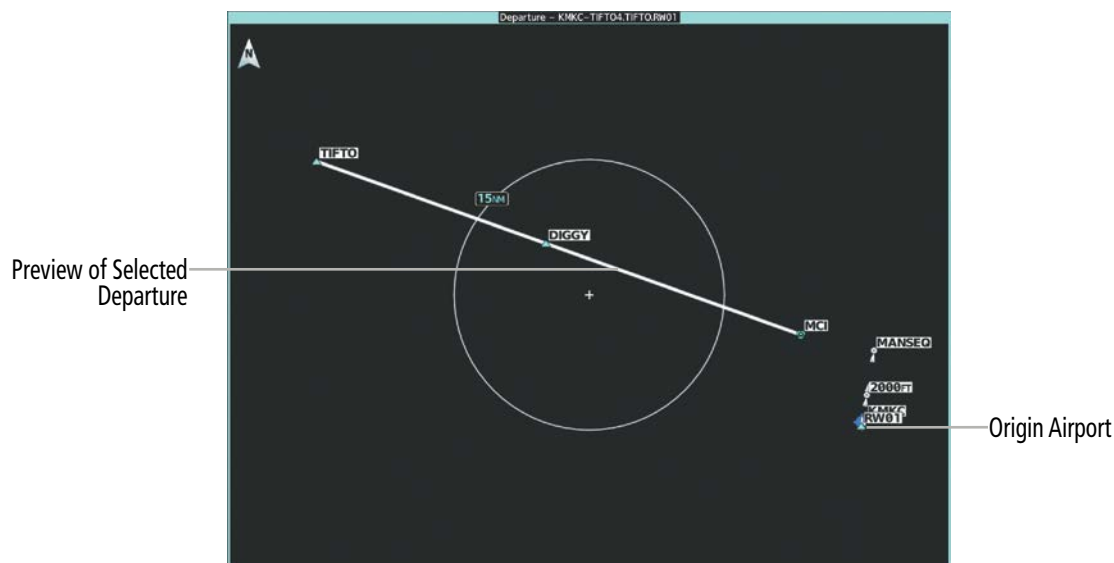 Departure – KMKC–TIFTO4.TIFTO.RW01
N
TIFTO
15NM
DIGGY
Preview of Selected
Departure
MCI
MANSEQ
2000FT
KMKC
RW01
Origin Airport